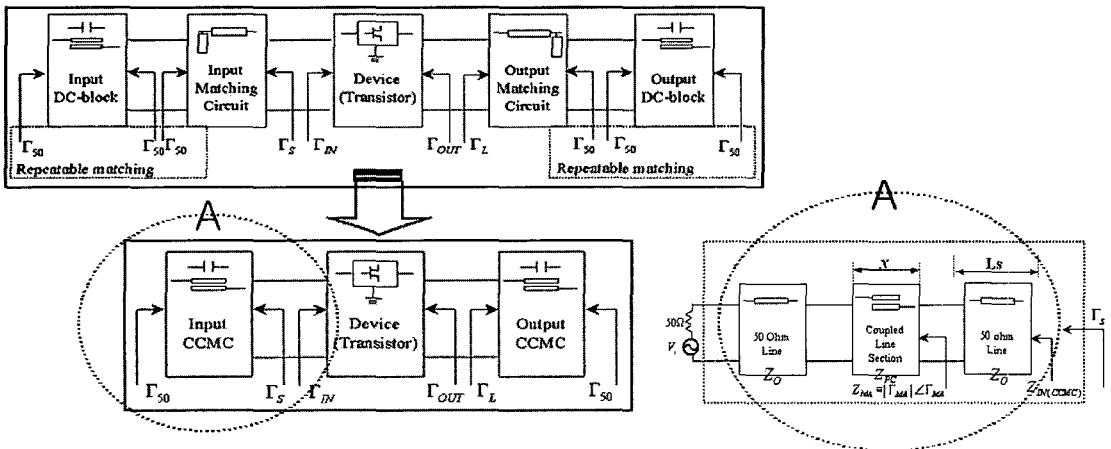 Input
DC-block
Input
Matching
Circuit
Device
(Transistor)
Output
Matching
Circuit
Output
DC-block
Γ50
Γ50 Γ50
ΓS
ΓIN
ΓOUT
ΓL
Γ50
Γ50
Γ50
Repeatable matching
Repeatable matching
A
Input
CCMC
Device
(Transistor)
Output
CCMC
Γ50
ΓS
ΓIN
ΓOUT
ΓL
Γ50
A
x
Ls
50Ω
50 Ohm
Line
Coupled
Line
Section
50 ohm
Line
ΓS
ZO
ZPC
ZO
ZMA =|ΓMA|∠ΓMA
ZIN(CCMC)